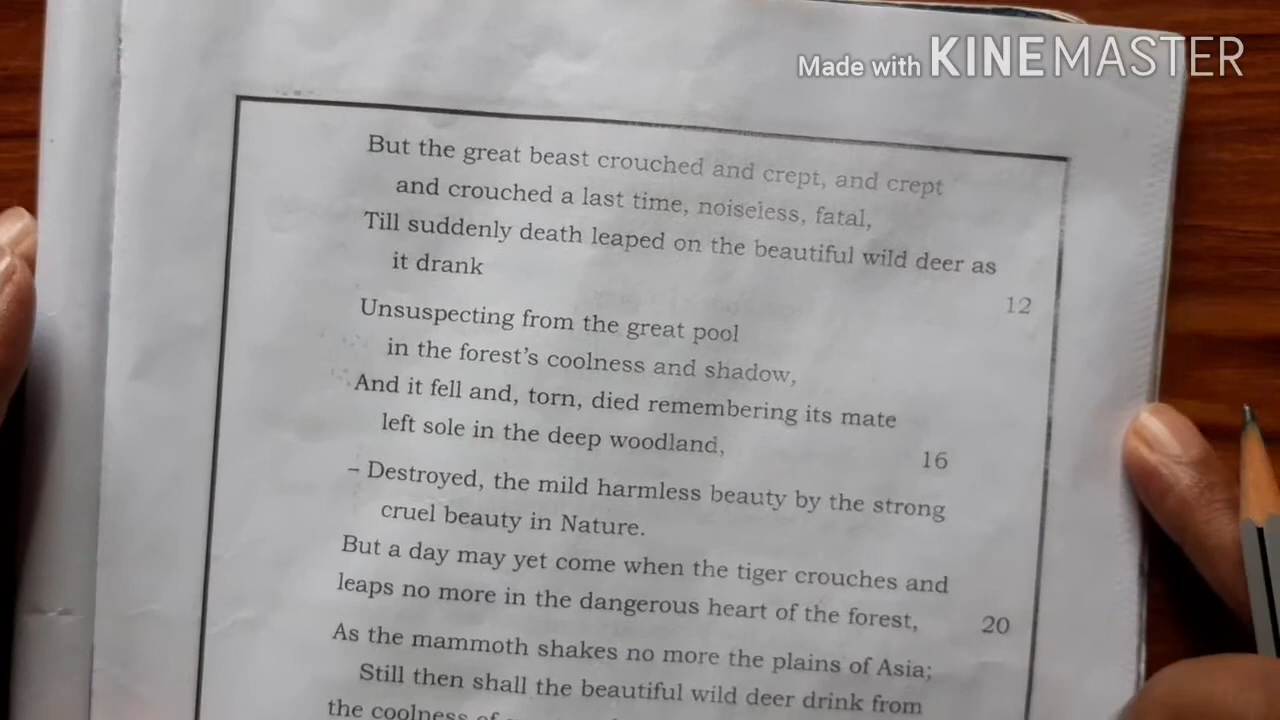 Made with KINEMASTER
But the great beast crouched and crept, and crept
and crouched a last time, noiseless, fatal,
Till suddenly death leaped on the beautiful wild deer as
it drank
12
Unsuspecting from the great pool
in the forest's coolness and shadow,
And it fell and, torn, died remembering its mate
left sole in the deep woodland,
16
– Destroyed, the mild harmless beauty by the strong
cruel beauty in Nature.
But a day may yet come when the tiger crouches and
leaps no more in the dangerous heart of the forest,
20
As the mammoth shakes no more the plains of Asia;
Still then shall the beautiful wild deer drink from
the coolness of